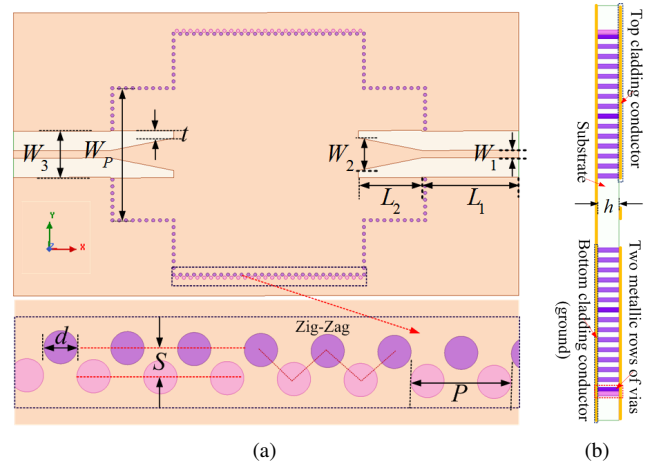 t
W₃
W_P
W₂
W₁
L₂
L₁
Y
X
Z
d
S
Zig-Zag
P
(a)
Top cladding conductor
Substrate
h
Bottom cladding conductor
(ground)
Two metallic rows
of vias
(b)